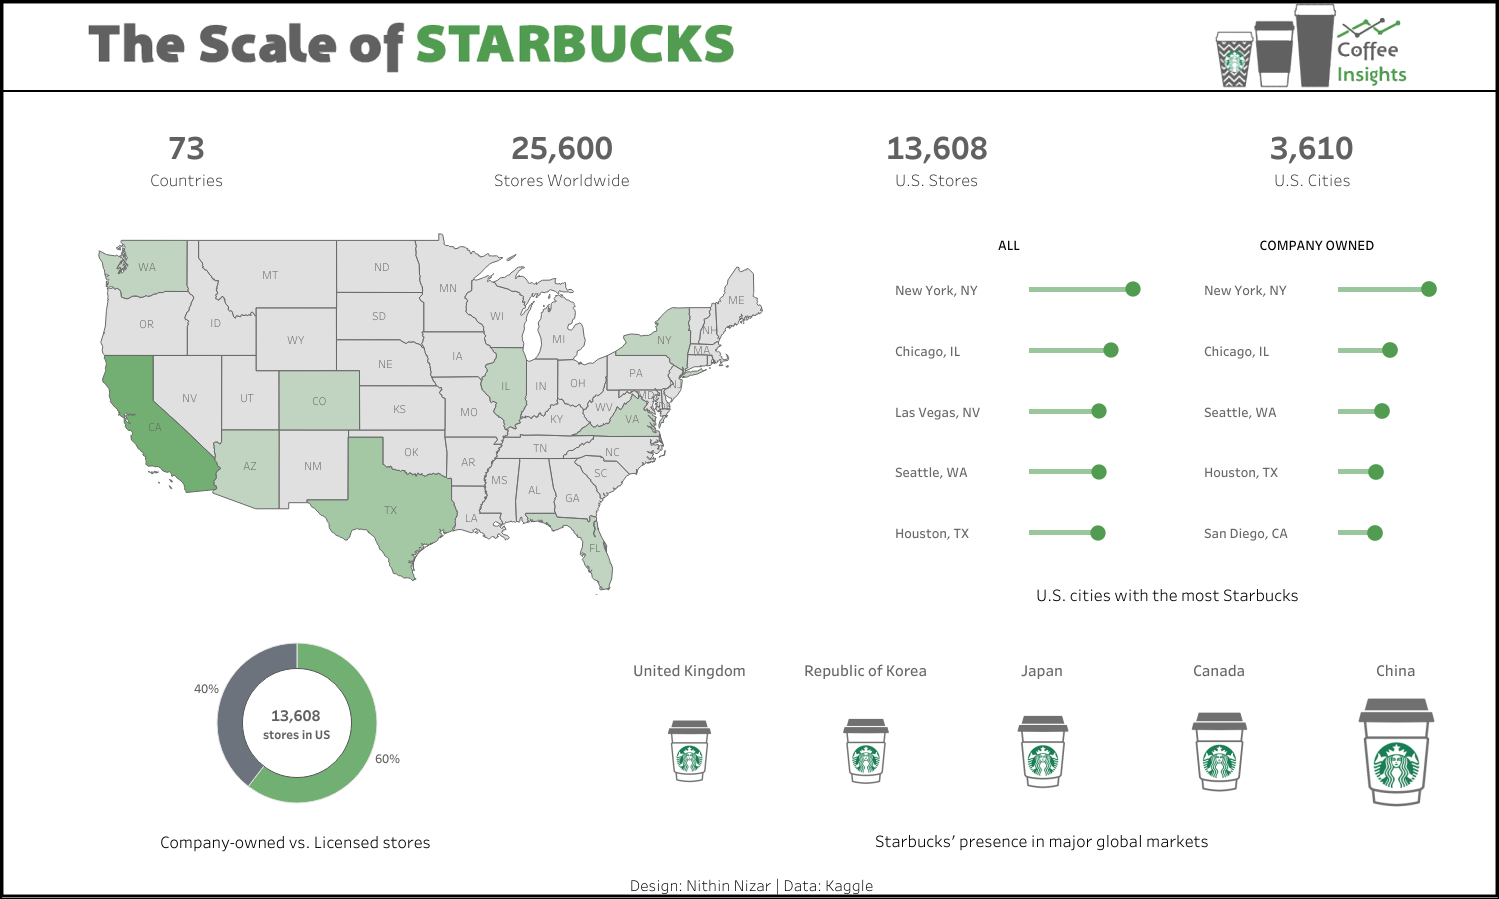 The Scale of STARBUCKS
Coffee
Insights
73
Countries
25,600
Stores Worldwide
13,608
U.S. Stores
3,610
U.S. Cities
WA
MT
ND
MN
OR
ID
SD
WI
MI
ME
NH
NY
MA
WY
IA
NE
PA
NJ
NV
UT
CO
IL
IN
OH
MD
WV
VA
KS
MO
KY
CA
AZ
NM
OK
AR
TN
NC
SC
MS
AL
GA
TX
LA
FL
ALL
New York, NY
Chicago, IL
Las Vegas, NV
Seattle, WA
Houston, TX
COMPANY OWNED
New York, NY
Chicago, IL
Seattle, WA
Houston, TX
San Diego, CA
U.S. cities with the most Starbucks
40%
13,608
stores in US
60%
Company-owned vs. Licensed stores
United Kingdom
Republic of Korea
Japan
Canada
China
Starbucks' presence in major global markets
Design: Nithin Nizar | Data: Kaggle